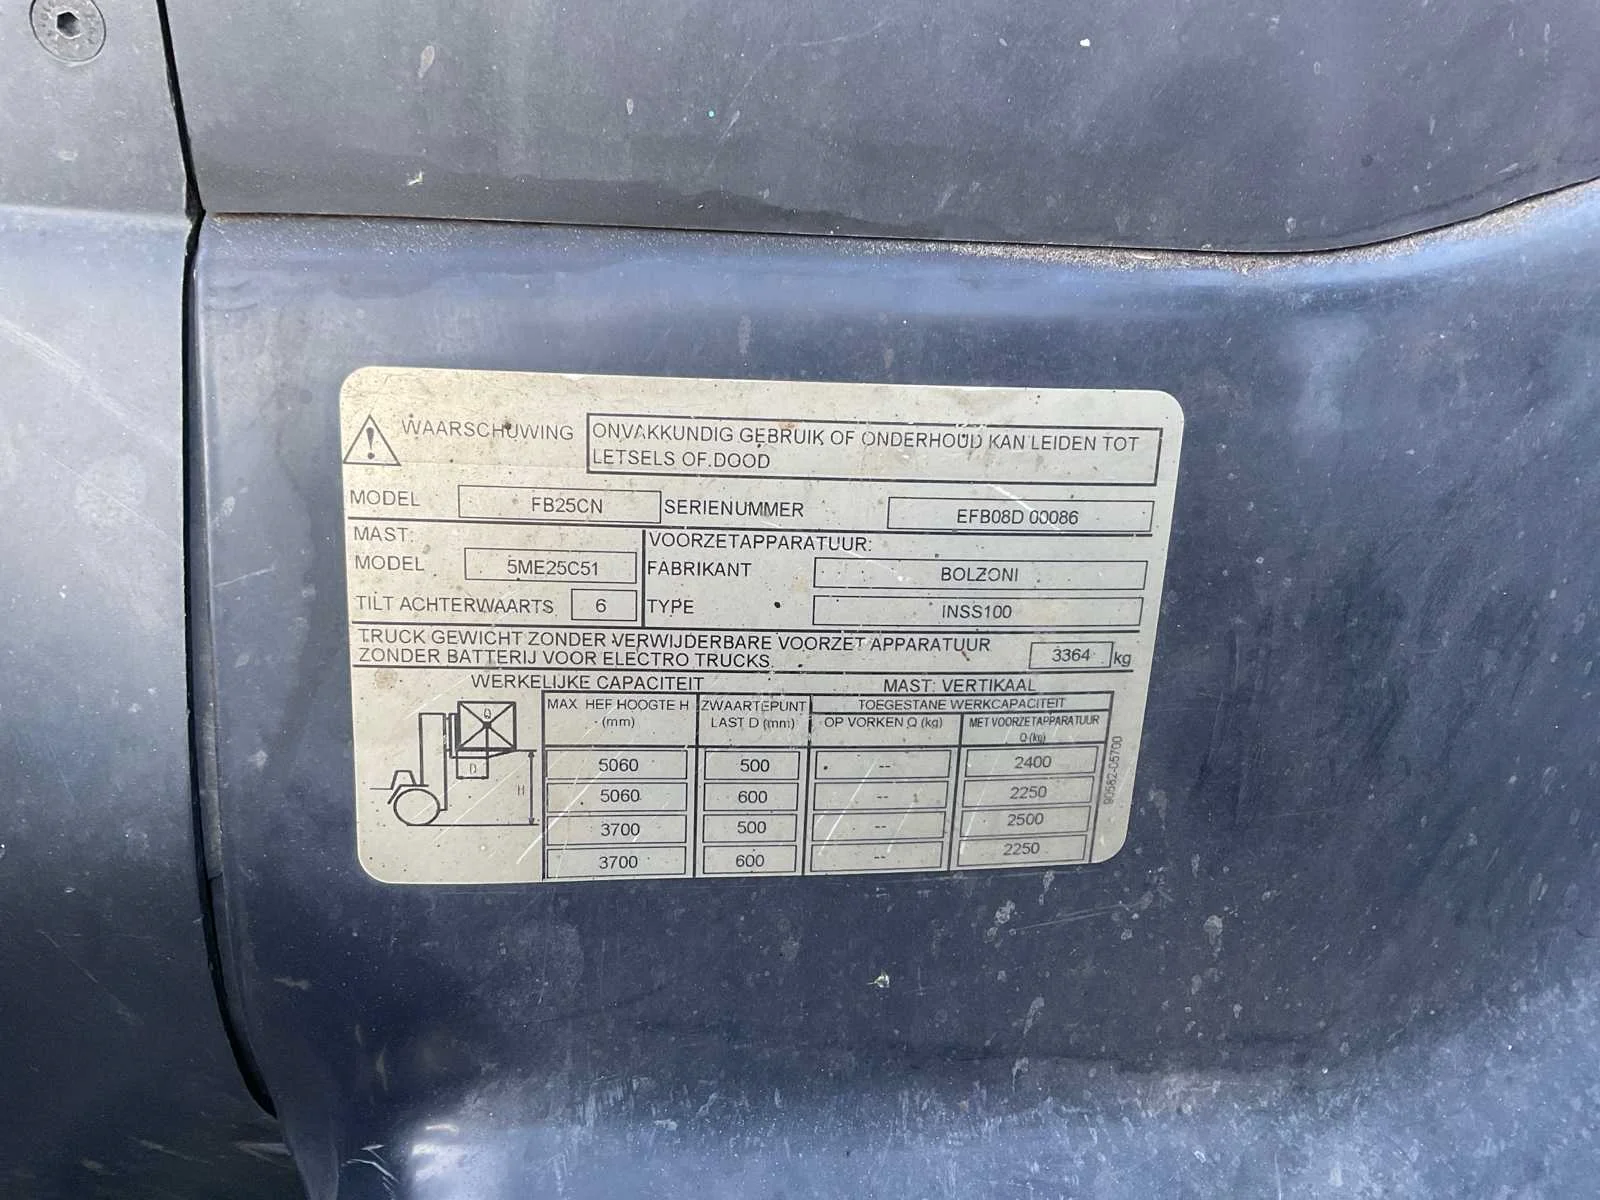 WAARSCHUWING
ONVAKKUNDIG GEBRUIK OF ONDERHOUD KAN LEIDEN TOT
LETSELS OF DOOD
MODEL FB25CN SERIENUMMER EFB08D 00086
MAST:
MODEL 5ME25C51
TILT ACHTERWAARTS 6
VOORZETAPPARATUUR:
FABRIKANT BOLZONI
TYPE INSS100
TRUCK GEWICHT ZONDER VERWIJDERBARE VOORZET APPARATUUR
ZONDER BATTERIJ VOOR ELECTRO TRUCKS. 3364 kg
WERKELIJKE CAPACITEIT MAST: VERTIKAAL
MAX HEF HOOGTE H
(mm)
ZWAARTEPUNT
LAST D (mm)
TOEGESTANE WERKCAPACITEIT
OP VORKEN Q (kg)
MET VOORZETAPPARATUUR
Q (kg)
5060 500 -- 2400
5060 600 -- 2250
3700 500 -- 2500
3700 600 -- 2250
Q
D
H
90562-05700